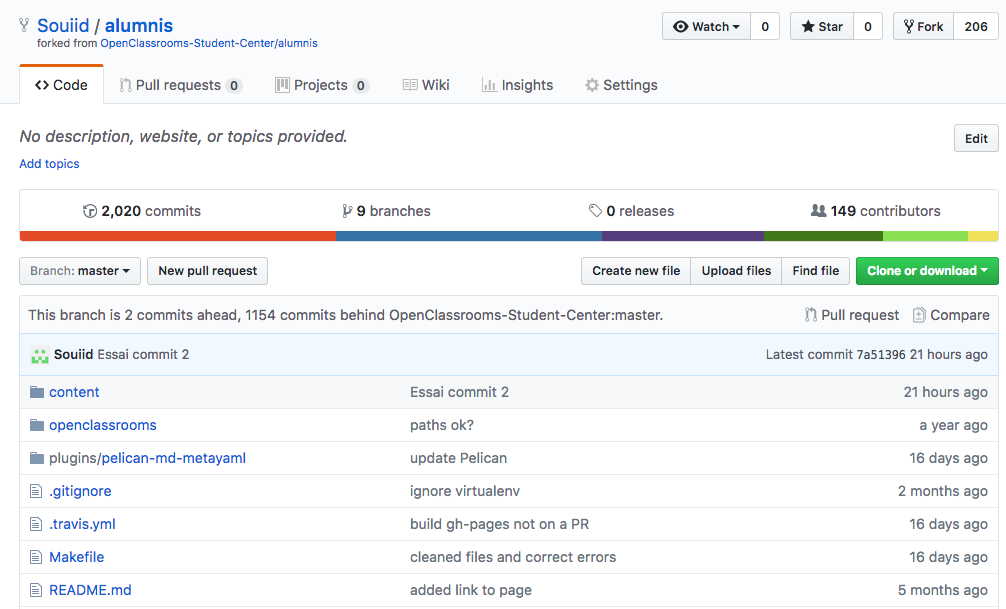 Souiid / alumnis
Watch 0 Star 0 Fork 206
forked from OpenClassrooms-Student-Center/alumnis
Code Pull requests 0 Projects 0 Wiki Insights Settings
No description, website, or topics provided.
Edit
Add topics
2,020 commits 9 branches 0 releases 149 contributors
Branch: master New pull request Create new file Upload files Find file Clone or download
This branch is 2 commits ahead, 1154 commits behind OpenClassrooms-Student-Center:master. Pull request Compare
Souiid Essai commit 2 Latest commit 7a51396 21 hours ago
content Essai commit 2 21 hours ago
openclassrooms paths ok? a year ago
plugins/pelican-md-metayaml update Pelican 16 days ago
.gitignore ignore virtualenv 2 months ago
.travis.yml build gh-pages not on a PR 16 days ago
Makefile cleaned files and correct errors 16 days ago
README.md added link to page 5 months ago